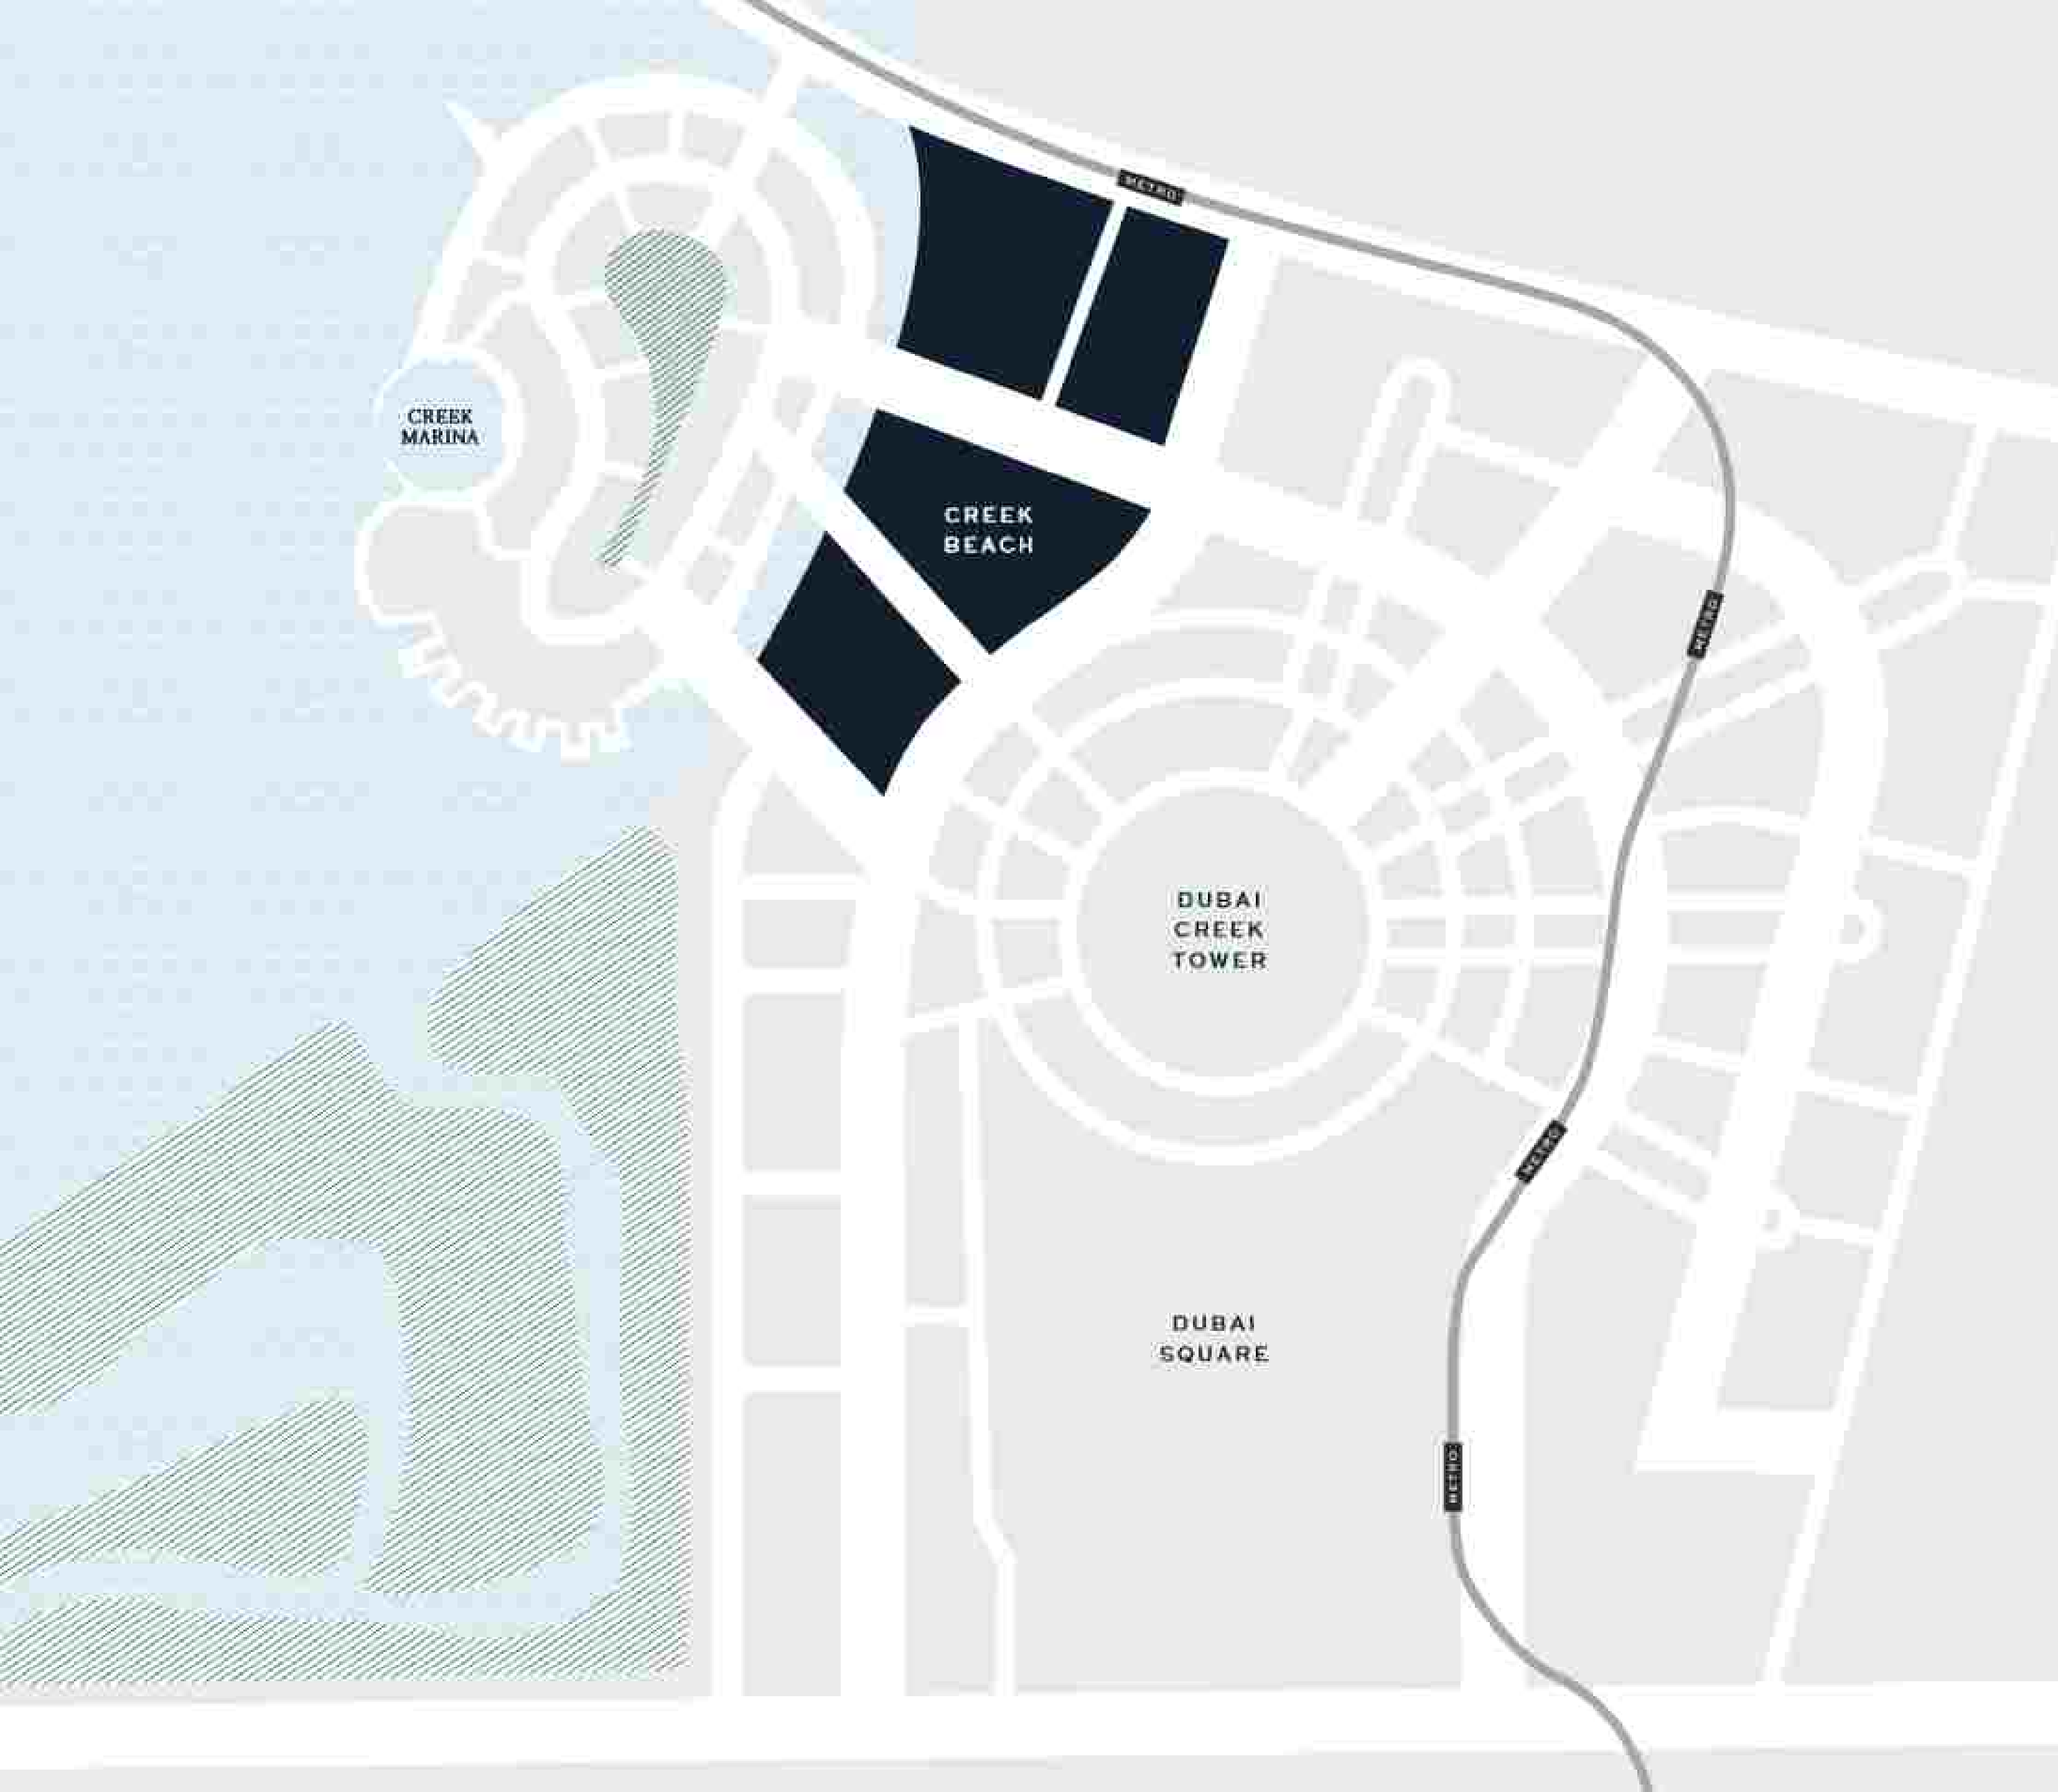 METRO
CREEK
MARINA
CREEK
BEACH
METRO
DUBAI
CREEK
TOWER
METRO
DUBAI
SQUARE
METRO